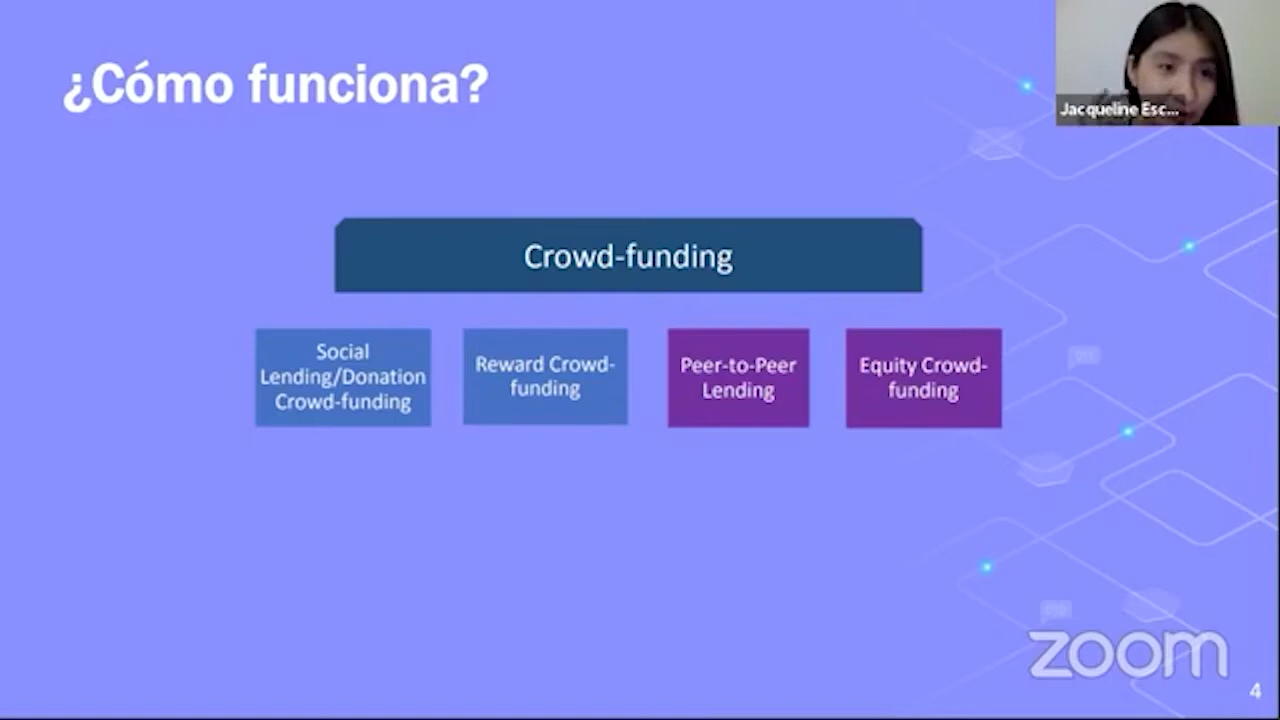 ¿Cómo funciona?
Jacqueline Esc...
Crowd-funding
Social
Lending/Donation
Crowd-funding
Reward Crowd-
funding
Peer-to-Peer
Lending
Equity Crowd-
funding
zoom
4